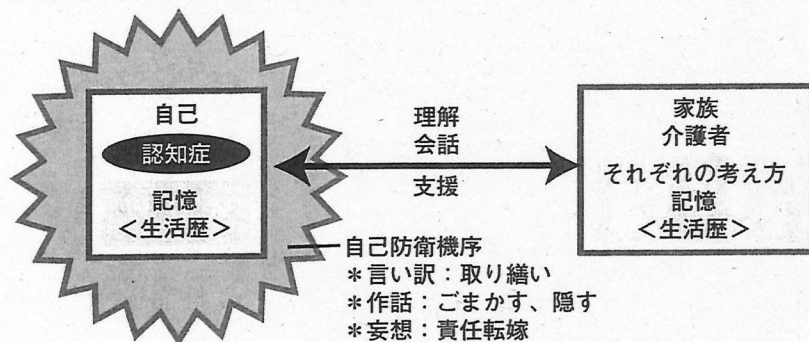 自己
認知症
記憶
<生活歴>
理解
会話
支援
家族
介護者
それぞれの考え方
記憶
<生活歴>
自己防衛機序
＊言い訳：取り繕い
＊作話：ごまかす、隠す
＊妄想：責任転嫁